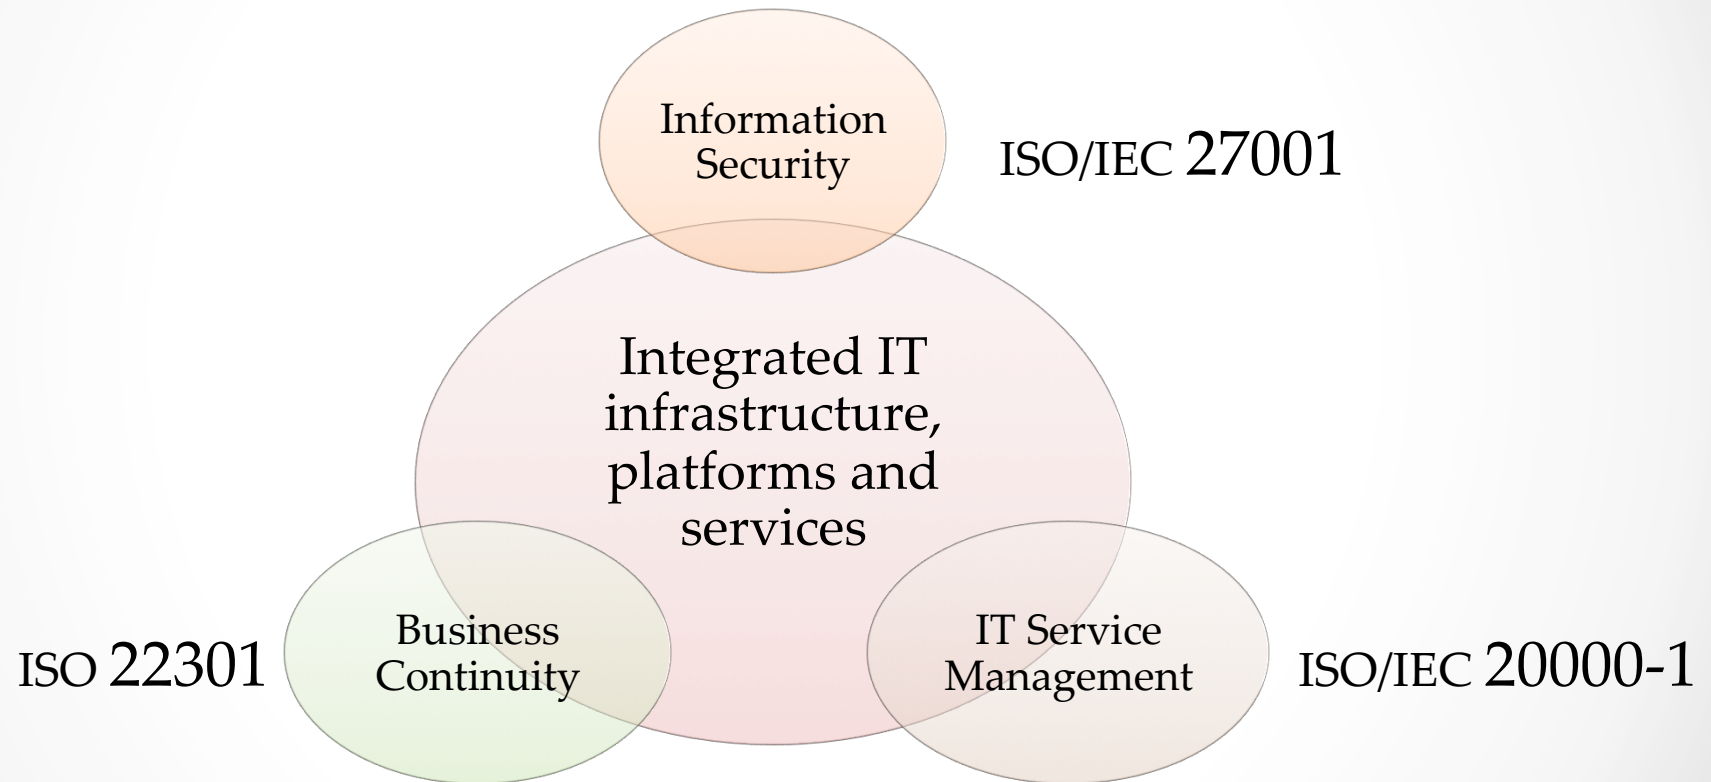 Information
Security
ISO/IEC 27001
Integrated IT
infrastructure,
platforms and
services
Business
Continuity
ISO 22301
IT Service
Management
ISO/IEC 20000-1